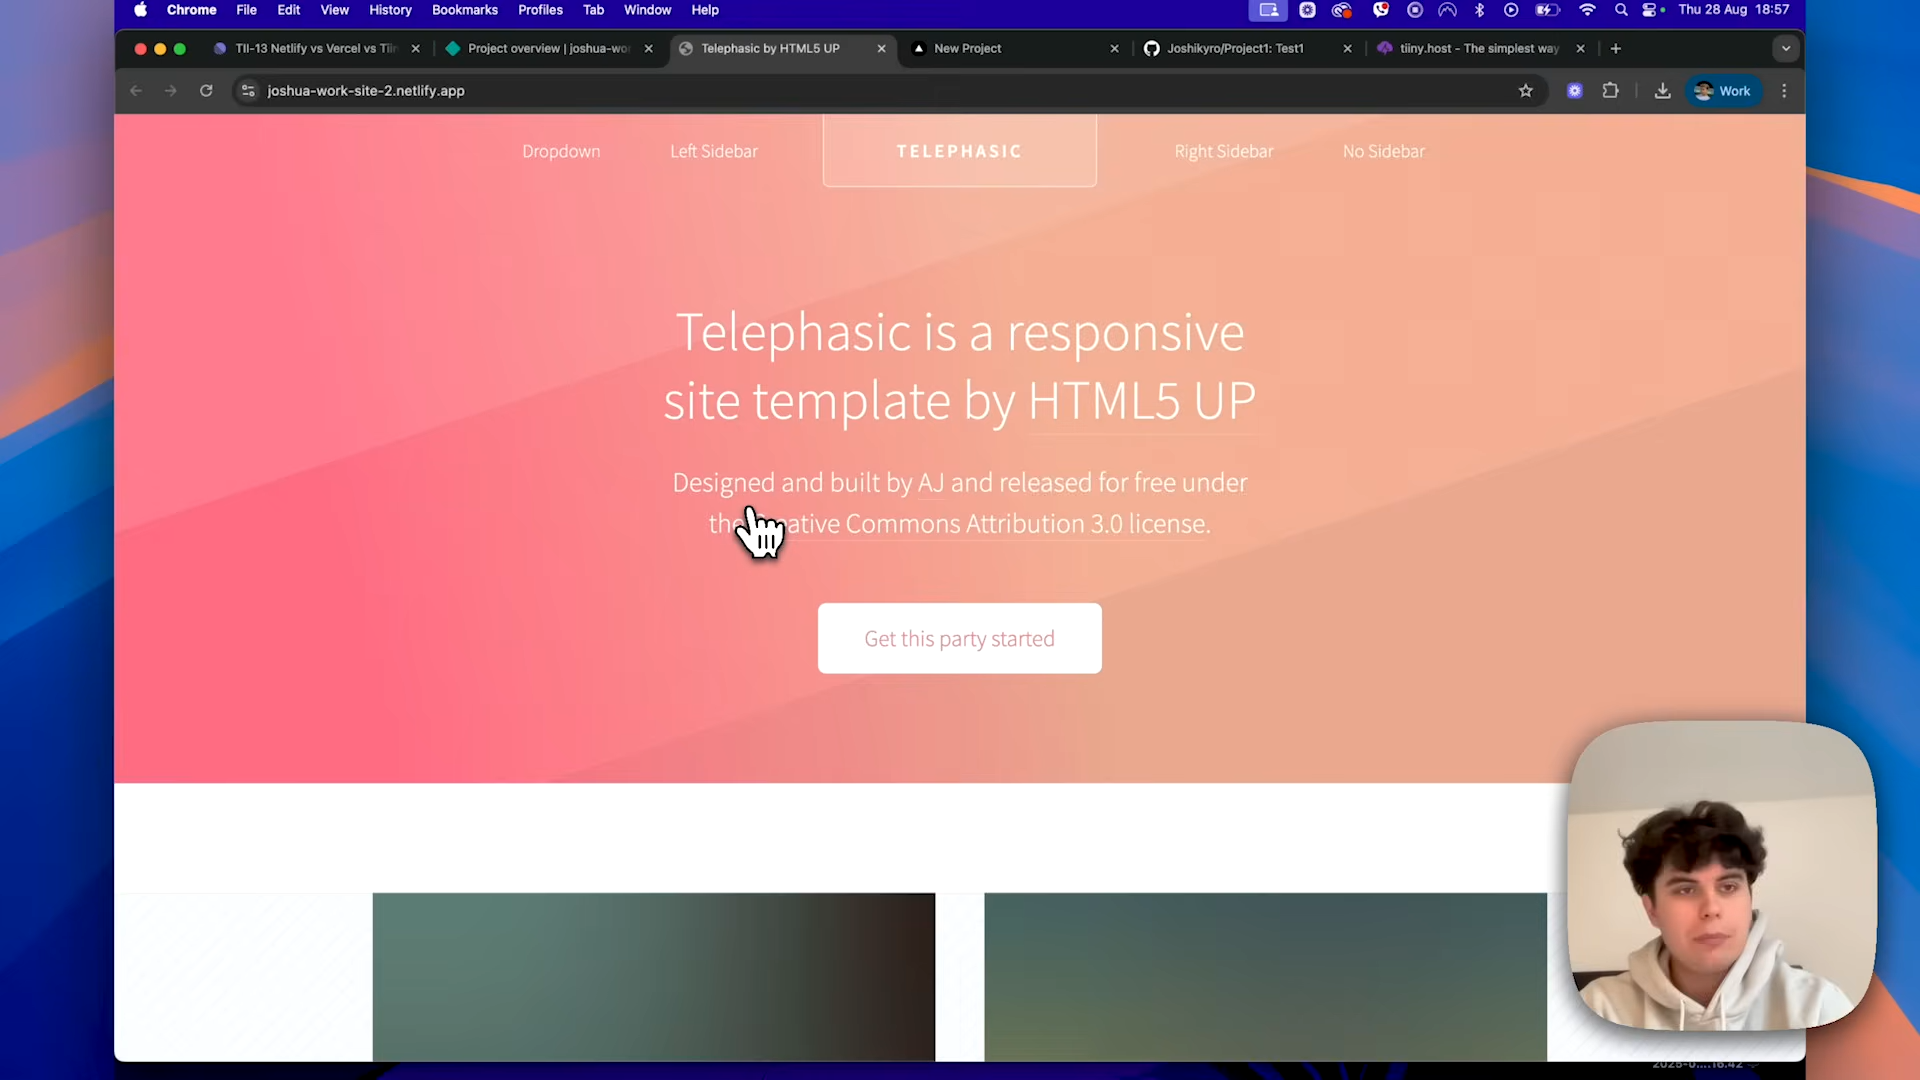 Chrome File Edit View History Bookmarks Profiles Tab Window Help Thu 28 Aug 18:57
TII-13 Netlify vs Vercel vs Tiin Project overview | joshua-wor Telephasic by HTML5 UP New Project Joshikyro/Project1: Test1 tiiny.host - The simplest way
joshua-work-site-2.netlify.app Work
Dropdown Left Sidebar TELEPHASIC Right Sidebar No Sidebar
Telephasic is a responsive
site template by HTML5 UP
Designed and built by AJ and released for free under
the Creative Commons Attribution 3.0 license.
Get this party started